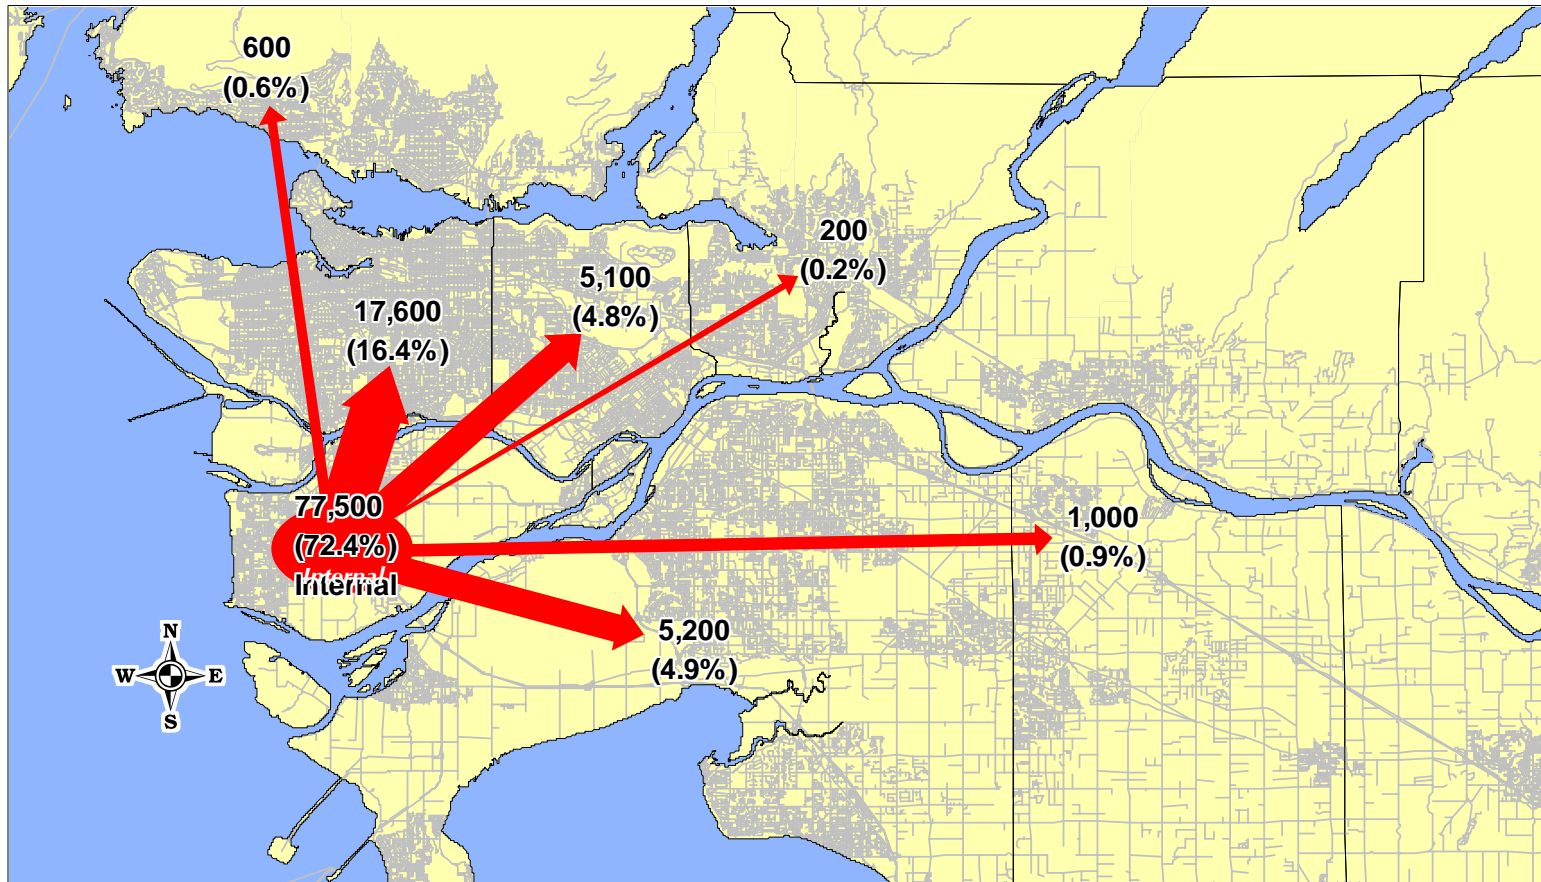 600
(0.6%)
200
(0.2%)
5,100
(4.8%)
17,600
(16.4%)
77,500
(72.4%)
Internal
Internal
1,000
(0.9%)
5,200
(4.9%)
N
W E
S